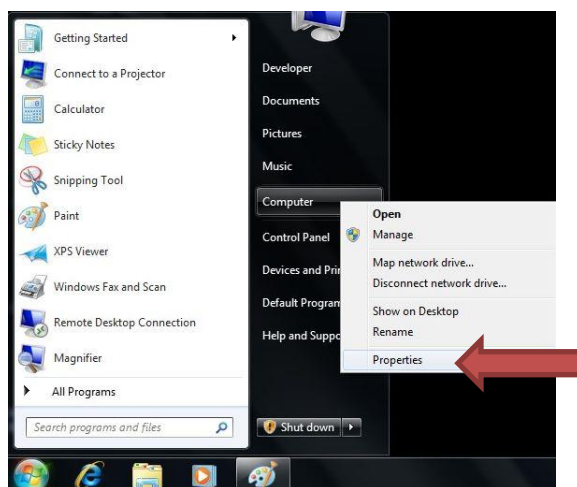 Getting Started
Connect to a Projector
Calculator
Sticky Notes
Snipping Tool
Paint
XPS Viewer
Windows Fax and Scan
Remote Desktop Connection
Magnifier
All Programs
Search programs and files
Developer
Documents
Pictures
Music
Computer
Control Panel
Devices and Prin
Default Program
Help and Suppo
Shut down
Open
Manage
Map network drive...
Disconnect network drive...
Show on Desktop
Rename
Properties